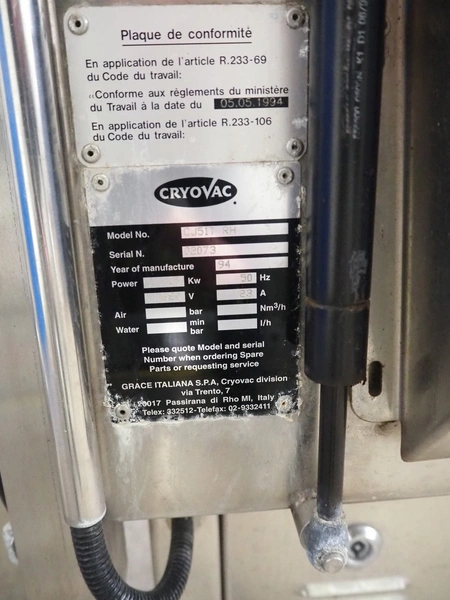 Plaque de conformité
En application de l'article R.233-69
du Code du travail:
«Conforme aux règlements du ministère
du Travail à la date du 05.05.1994
En application de l'article R.233-106
du Code du travail:
CRYOVAC
Model No.
Serial N.
Year of manufacture 94
Power Kw 50 Hz
V 23 A
Air bar Nm³/h
Water min bar l/h
Please quote Model and serial
Number when ordering Spare
Parts or requesting service
GRACE ITALIANA S.P.A, Cryovac division
via Trento, 7
20017 Passirana di Rho MI, Italy
Telex: 332512-Telefax: 02-9332411